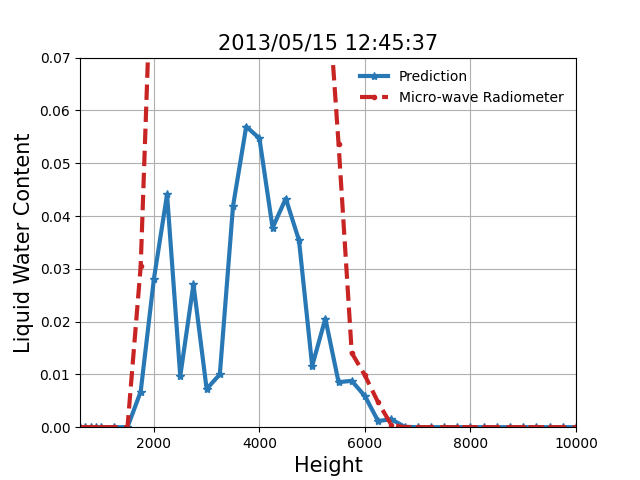 2013/05/15 12:45:37
0.07
0.06
0.05
0.04
0.03
0.02
0.01
0.00
Liquid Water Content
Prediction
Micro-wave Radiometer
2000 4000 6000 8000 10000
Height